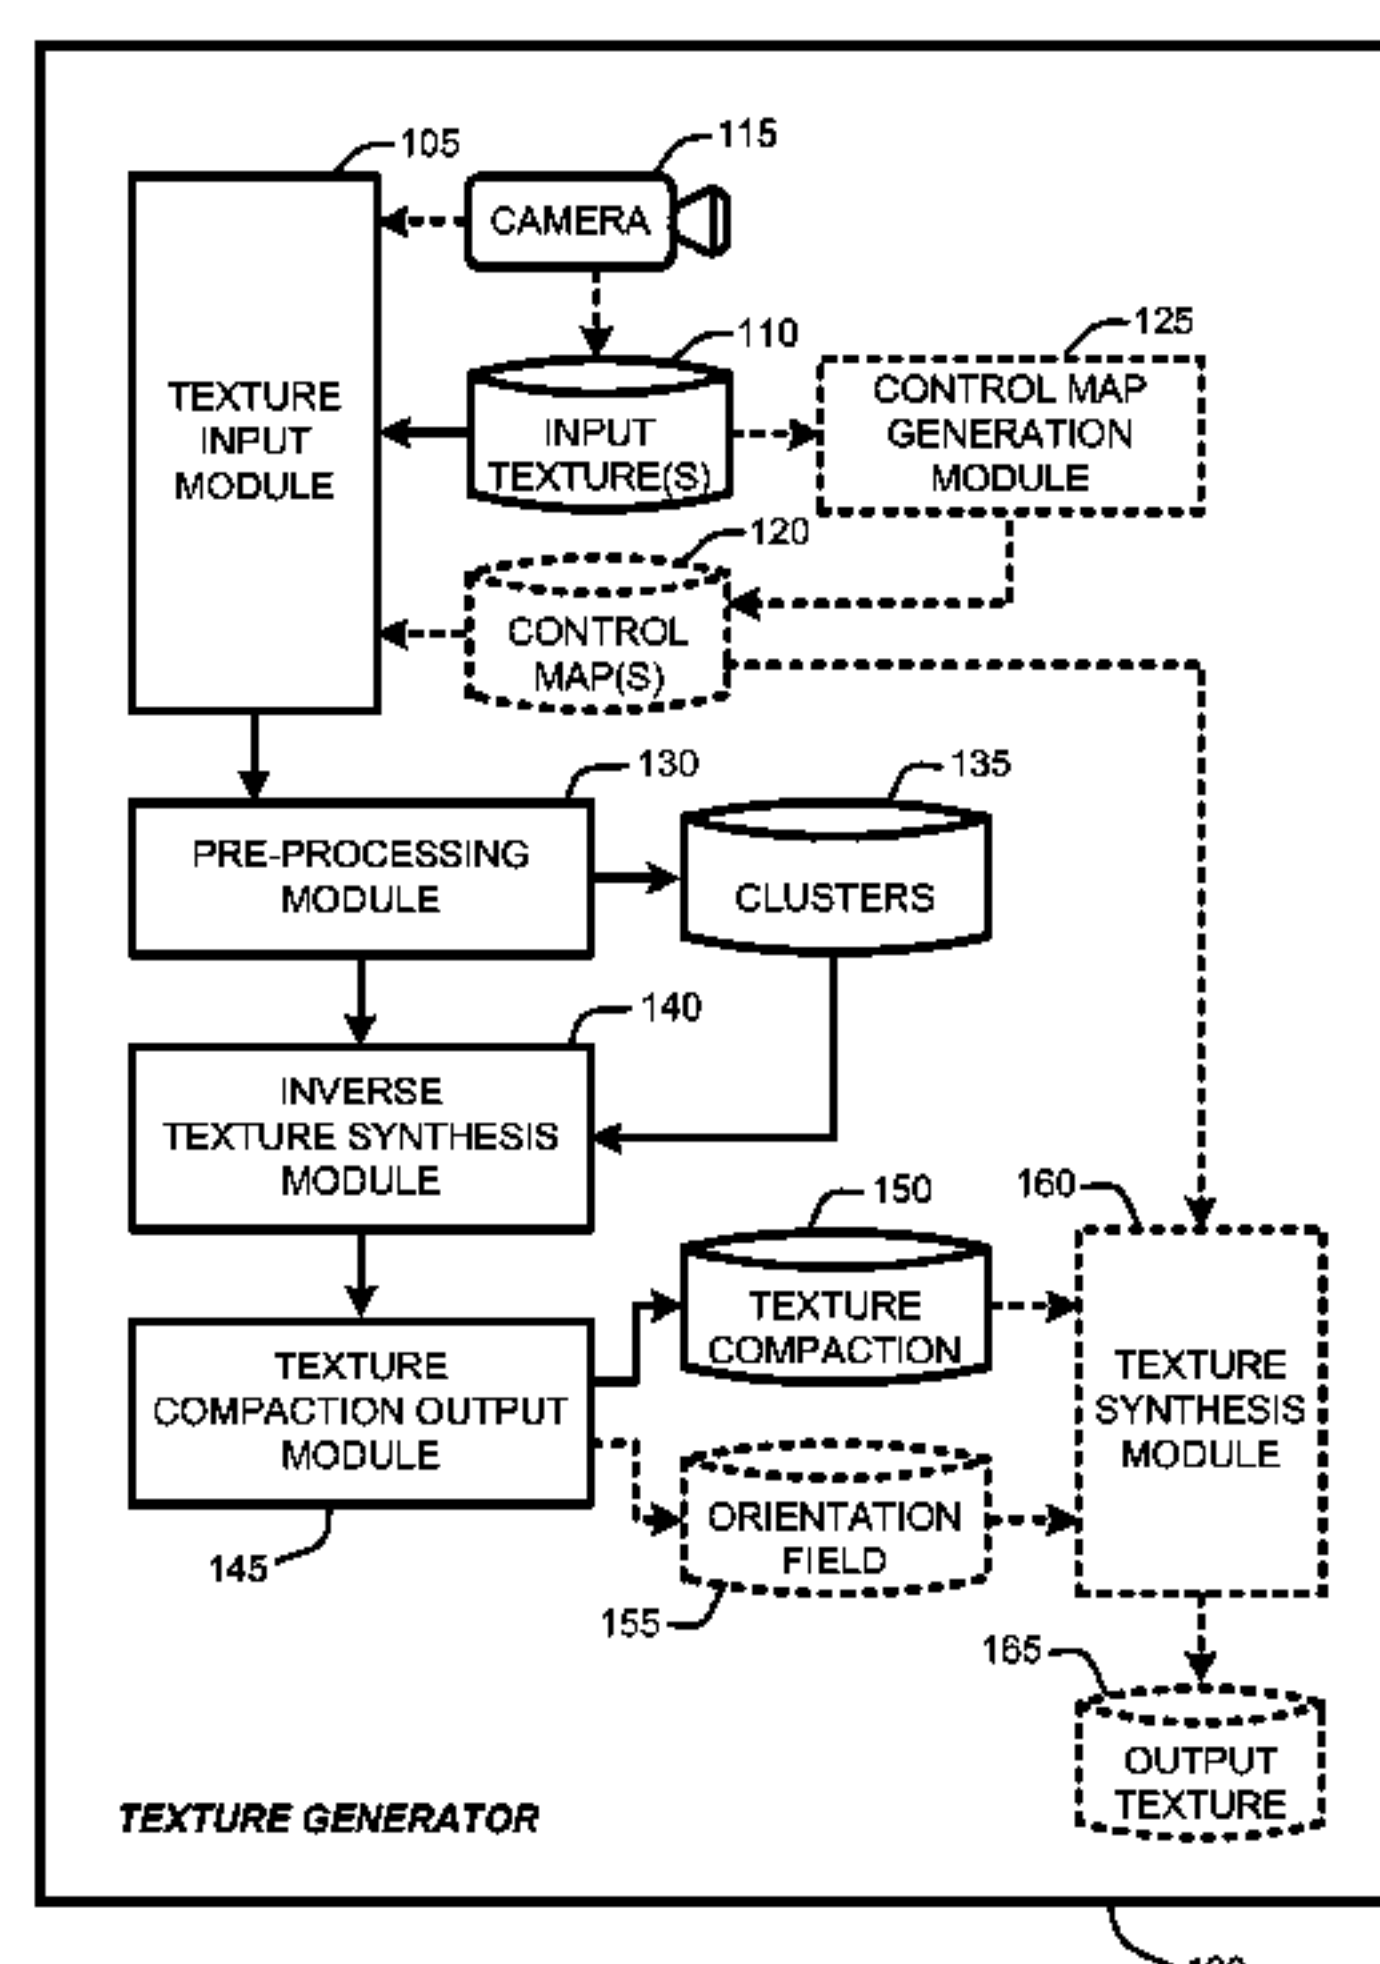 105
115
CAMERA
110
125
TEXTURE
INPUT
MODULE
INPUT
TEXTURE(S)
CONTROL MAP
GENERATION
MODULE
120
CONTROL
MAP(S)
130
135
PRE-PROCESSING
MODULE
CLUSTERS
140
INVERSE
TEXTURE SYNTHESIS
MODULE
150
160
TEXTURE
COMPACTION
TEXTURE
COMPACTION OUTPUT
MODULE
TEXTURE
SYNTHESIS
MODULE
ORIENTATION
FIELD
145
155
165
OUTPUT
TEXTURE
TEXTURE GENERATOR